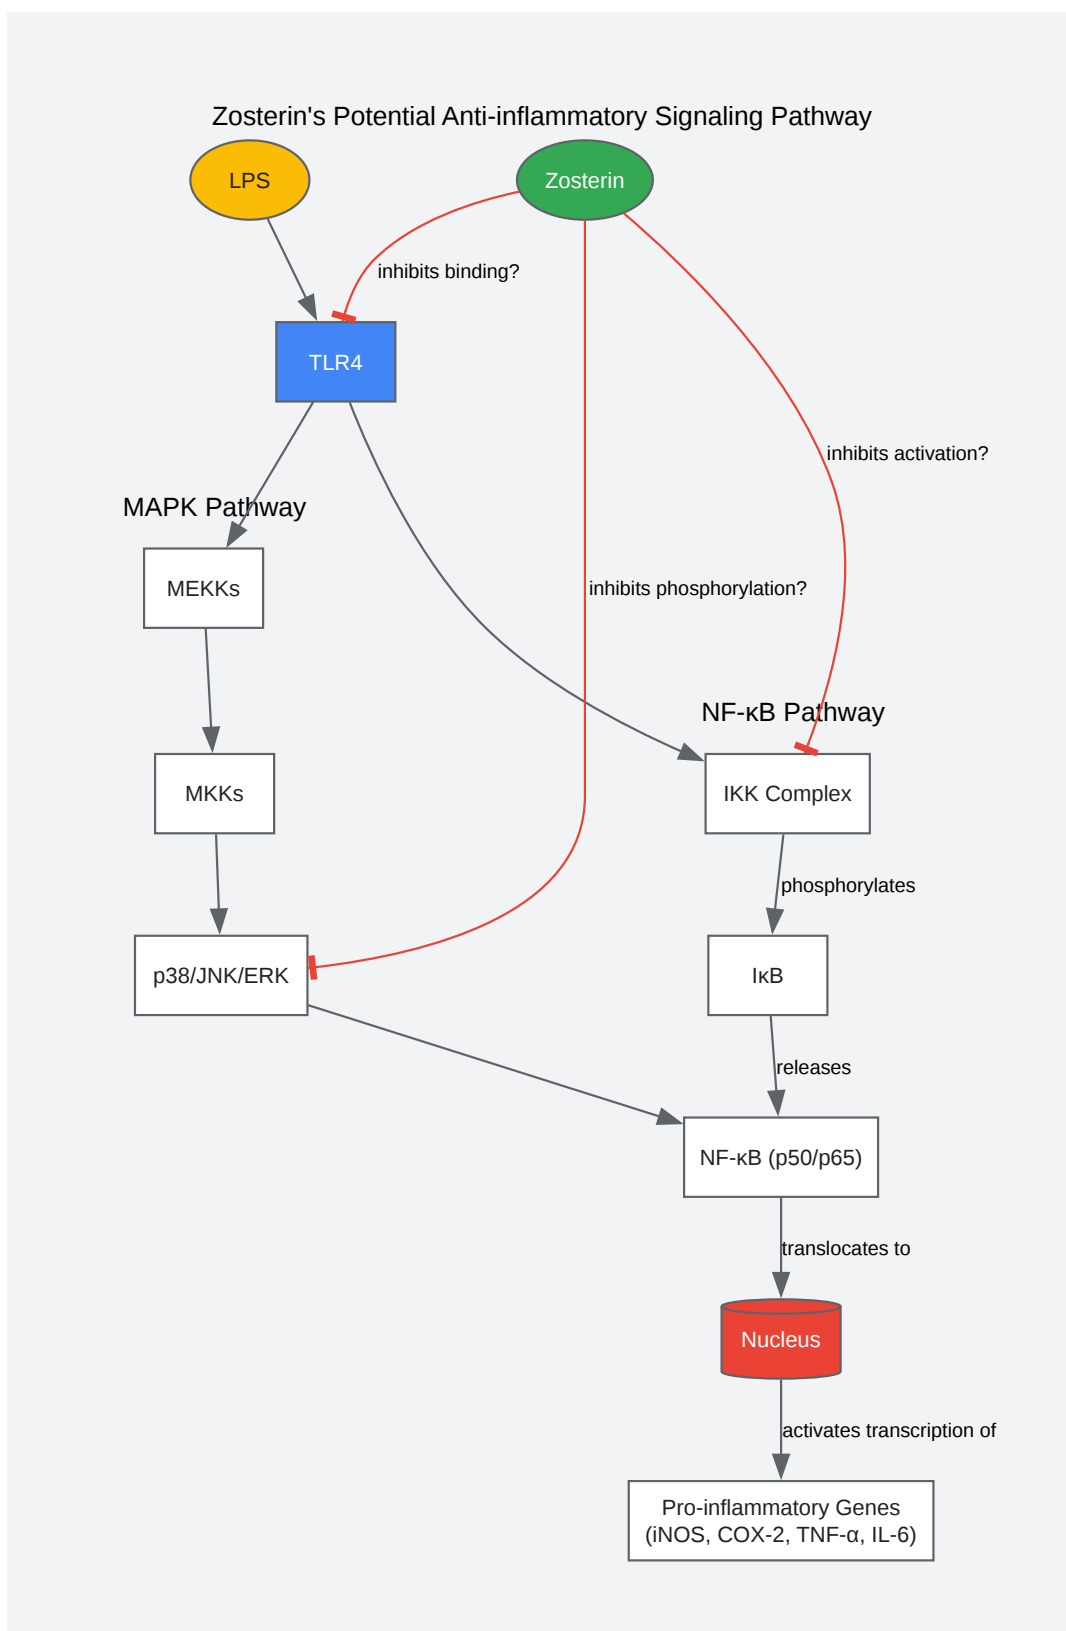 Zosterin's Potential Anti-inflammatory Signaling Pathway
LPS
Zosterin
inhibits binding?
TLR4
inhibits activation?
MAPK Pathway
MEKKs
inhibits phosphorylation?
NF-κB Pathway
MKKs
IKK Complex
phosphorylates
p38/JNK/ERK
IκB
releases
NF-κB (p50/p65)
translocates to
Nucleus
activates transcription of
Pro-inflammatory Genes
(iNOS, COX-2, TNF-α, IL-6)